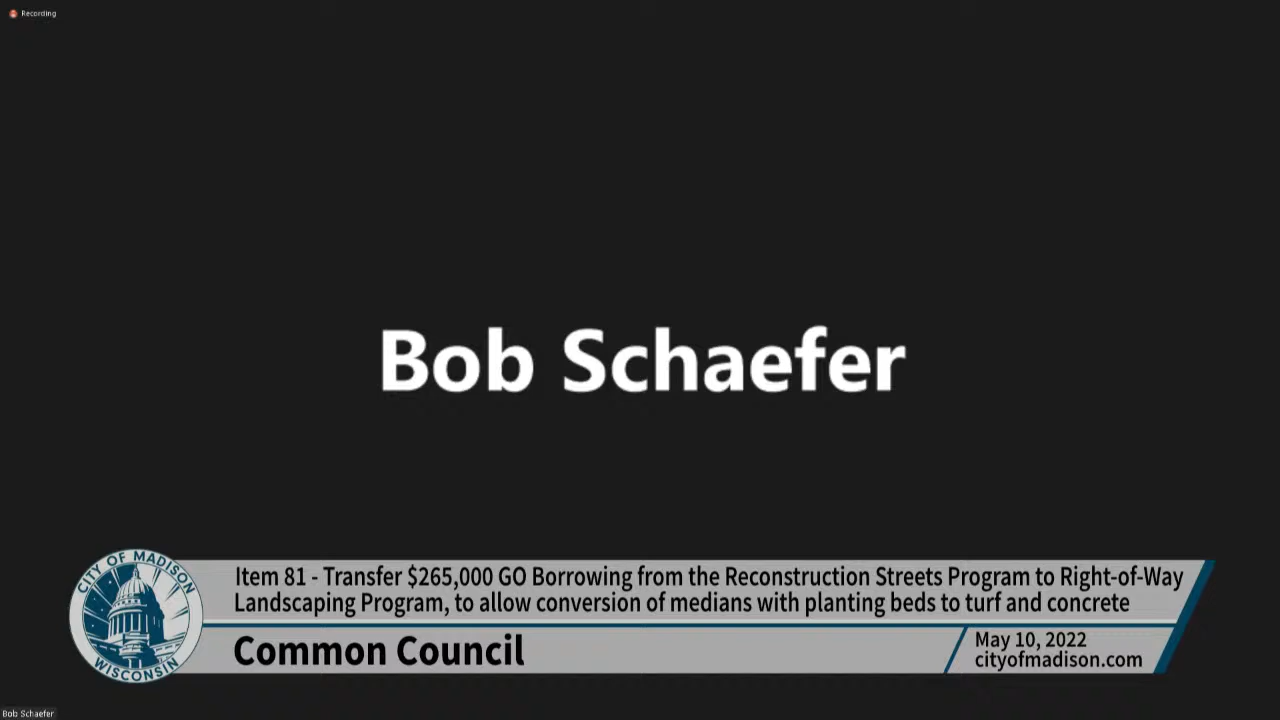 Recording
Bob Schaefer
CITY OF MADISON
WISCONSIN
Item 81 - Transfer $265,000 GO Borrowing from the Reconstruction Streets Program to Right-of-Way
Landscaping Program, to allow conversion of medians with planting beds to turf and concrete
Common Council
May 10, 2022
cityofmadison.com
Bob Schaefer